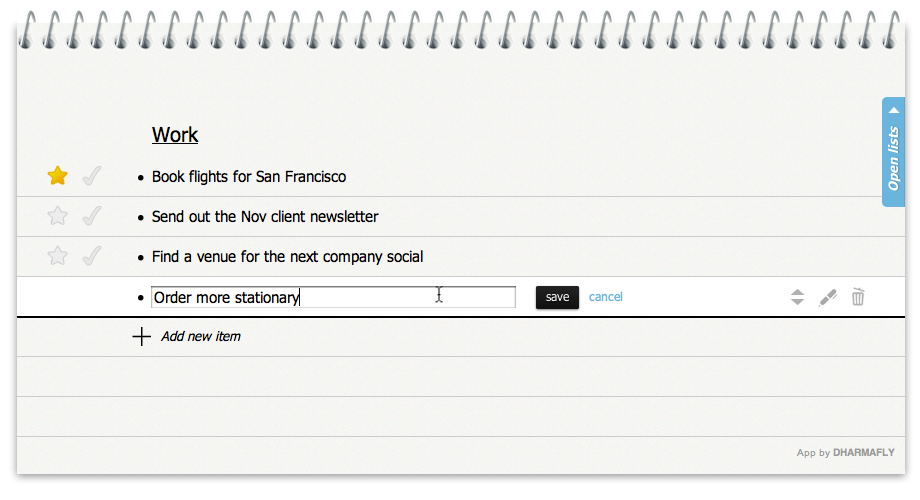 Work
Open lists
Book flights for San Francisco
Send out the Nov client newsletter
Find a venue for the next company social
Order more stationary save cancel
Add new item
App by DHARMAFLY